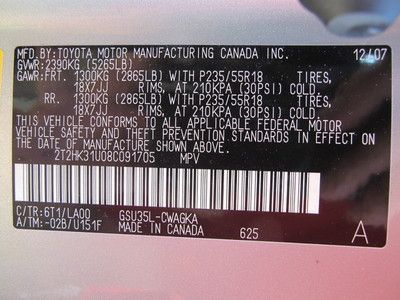 MFD.BY:TOYOTA MOTOR MANUFACTURING CANADA INC. 12/07
GVWR:2390KG (5265LB)
GAWR:FRT. 1300KG (2865LB) WITH P235/55R18 TIRES,
18X7JJ RIMS, AT 210KPA (30PSI) COLD.
RR. 1300KG (2865LB) WITH P235/55R18 TIRES,
18X7JJ RIMS, AT 210KPA (30PSI) COLD.
THIS VEHICLE CONFORMS TO ALL APPLICABLE FEDERAL MOTOR
VEHICLE SAFETY, BUMPER, AND THEFT PREVENTION STANDARDS
IN EFFECT ON THE DATE OF MANUFACTURE SHOWN ABOVE.
2T2HK31U08C091705 MPV
C/TR: 6T1/LA00 GSU35L-CWAGKA
A/TM: -02B/U151F MADE IN CANADA 625 A